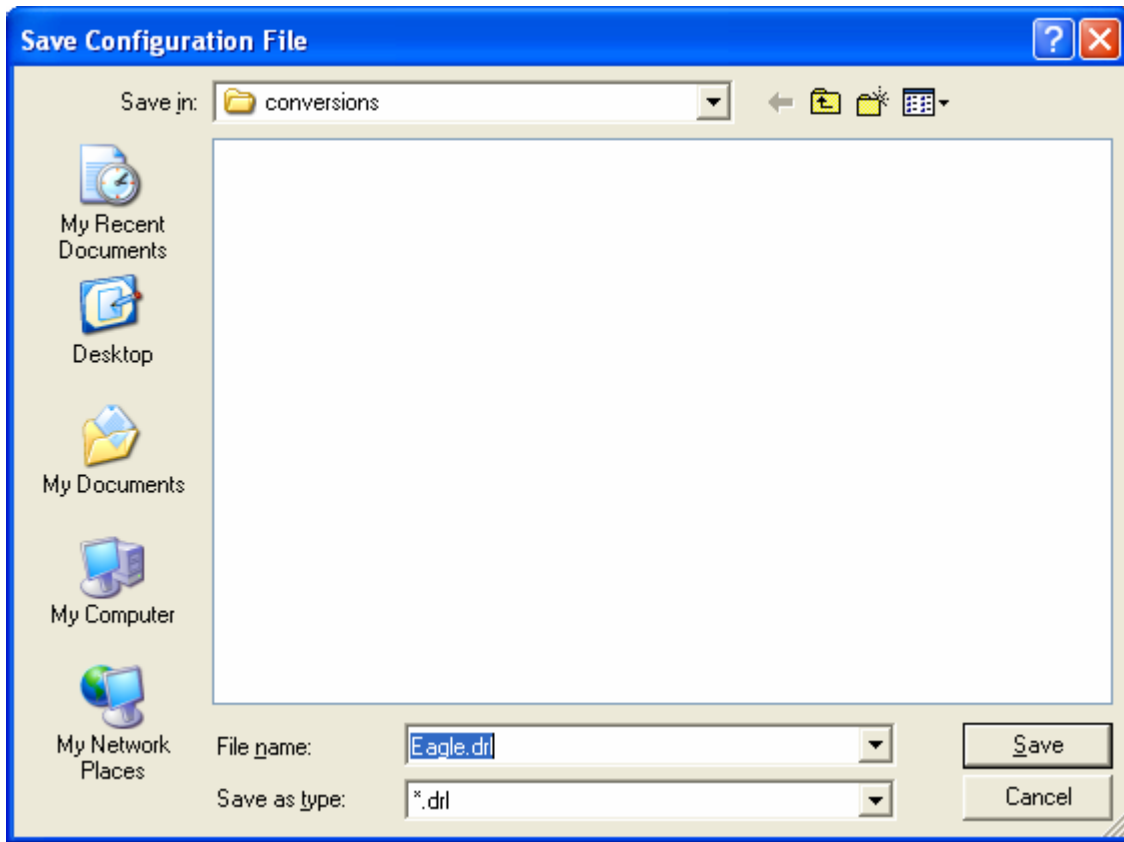 Save Configuration File
Save in: conversions
My Recent
Documents
Desktop
My Documents
My Computer
My Network
Places
File name: Eagle.drl Save
Save as type: *.drl Cancel